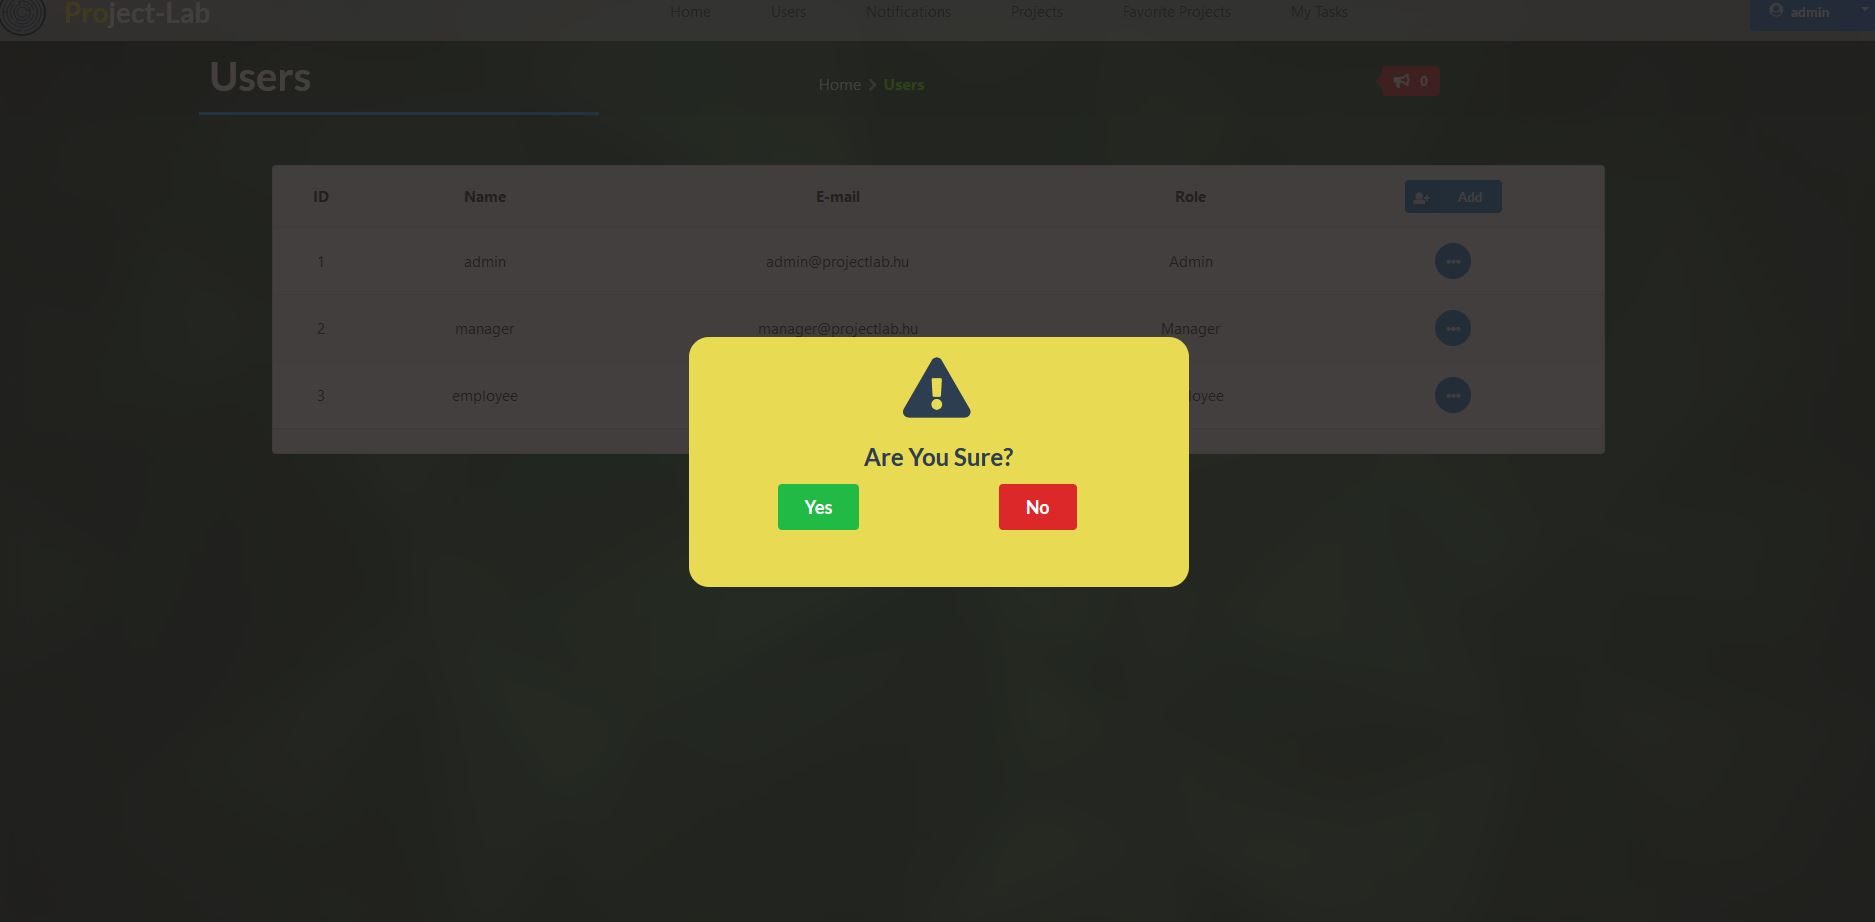 Project-Lab
Home Users Notifications Projects Favorite Projects My Tasks
admin
Users
Home Users
0
ID Name E-mail Role Add
1 admin admin@projectlab.hu Admin
2 manager manager@projectlab.hu Manager
3 employee loyee
Are You Sure?
Yes No